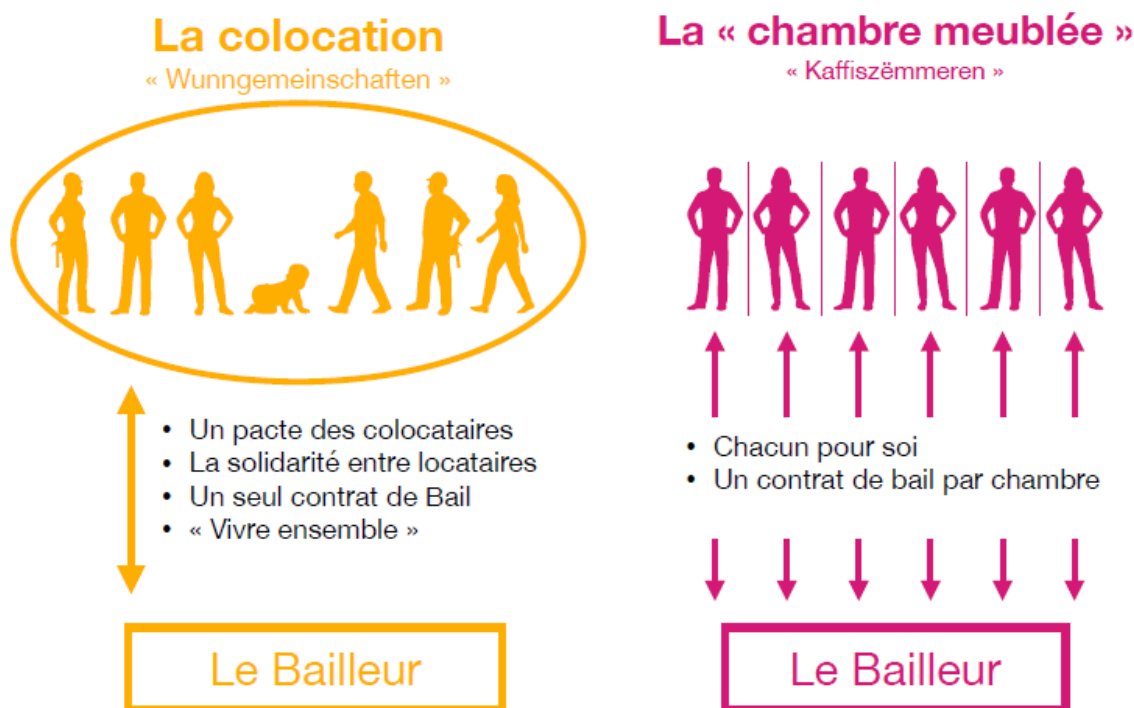 La colocation
« Wunngemeinschaften »
• Un pacte des colocataires
• La solidarité entre locataires
• Un seul contrat de Bail
• « Vivre ensemble »
Le Bailleur
La « chambre meublée »
« Kaffiszëmmeren »
• Chacun pour soi
• Un contrat de bail par chambre
Le Bailleur